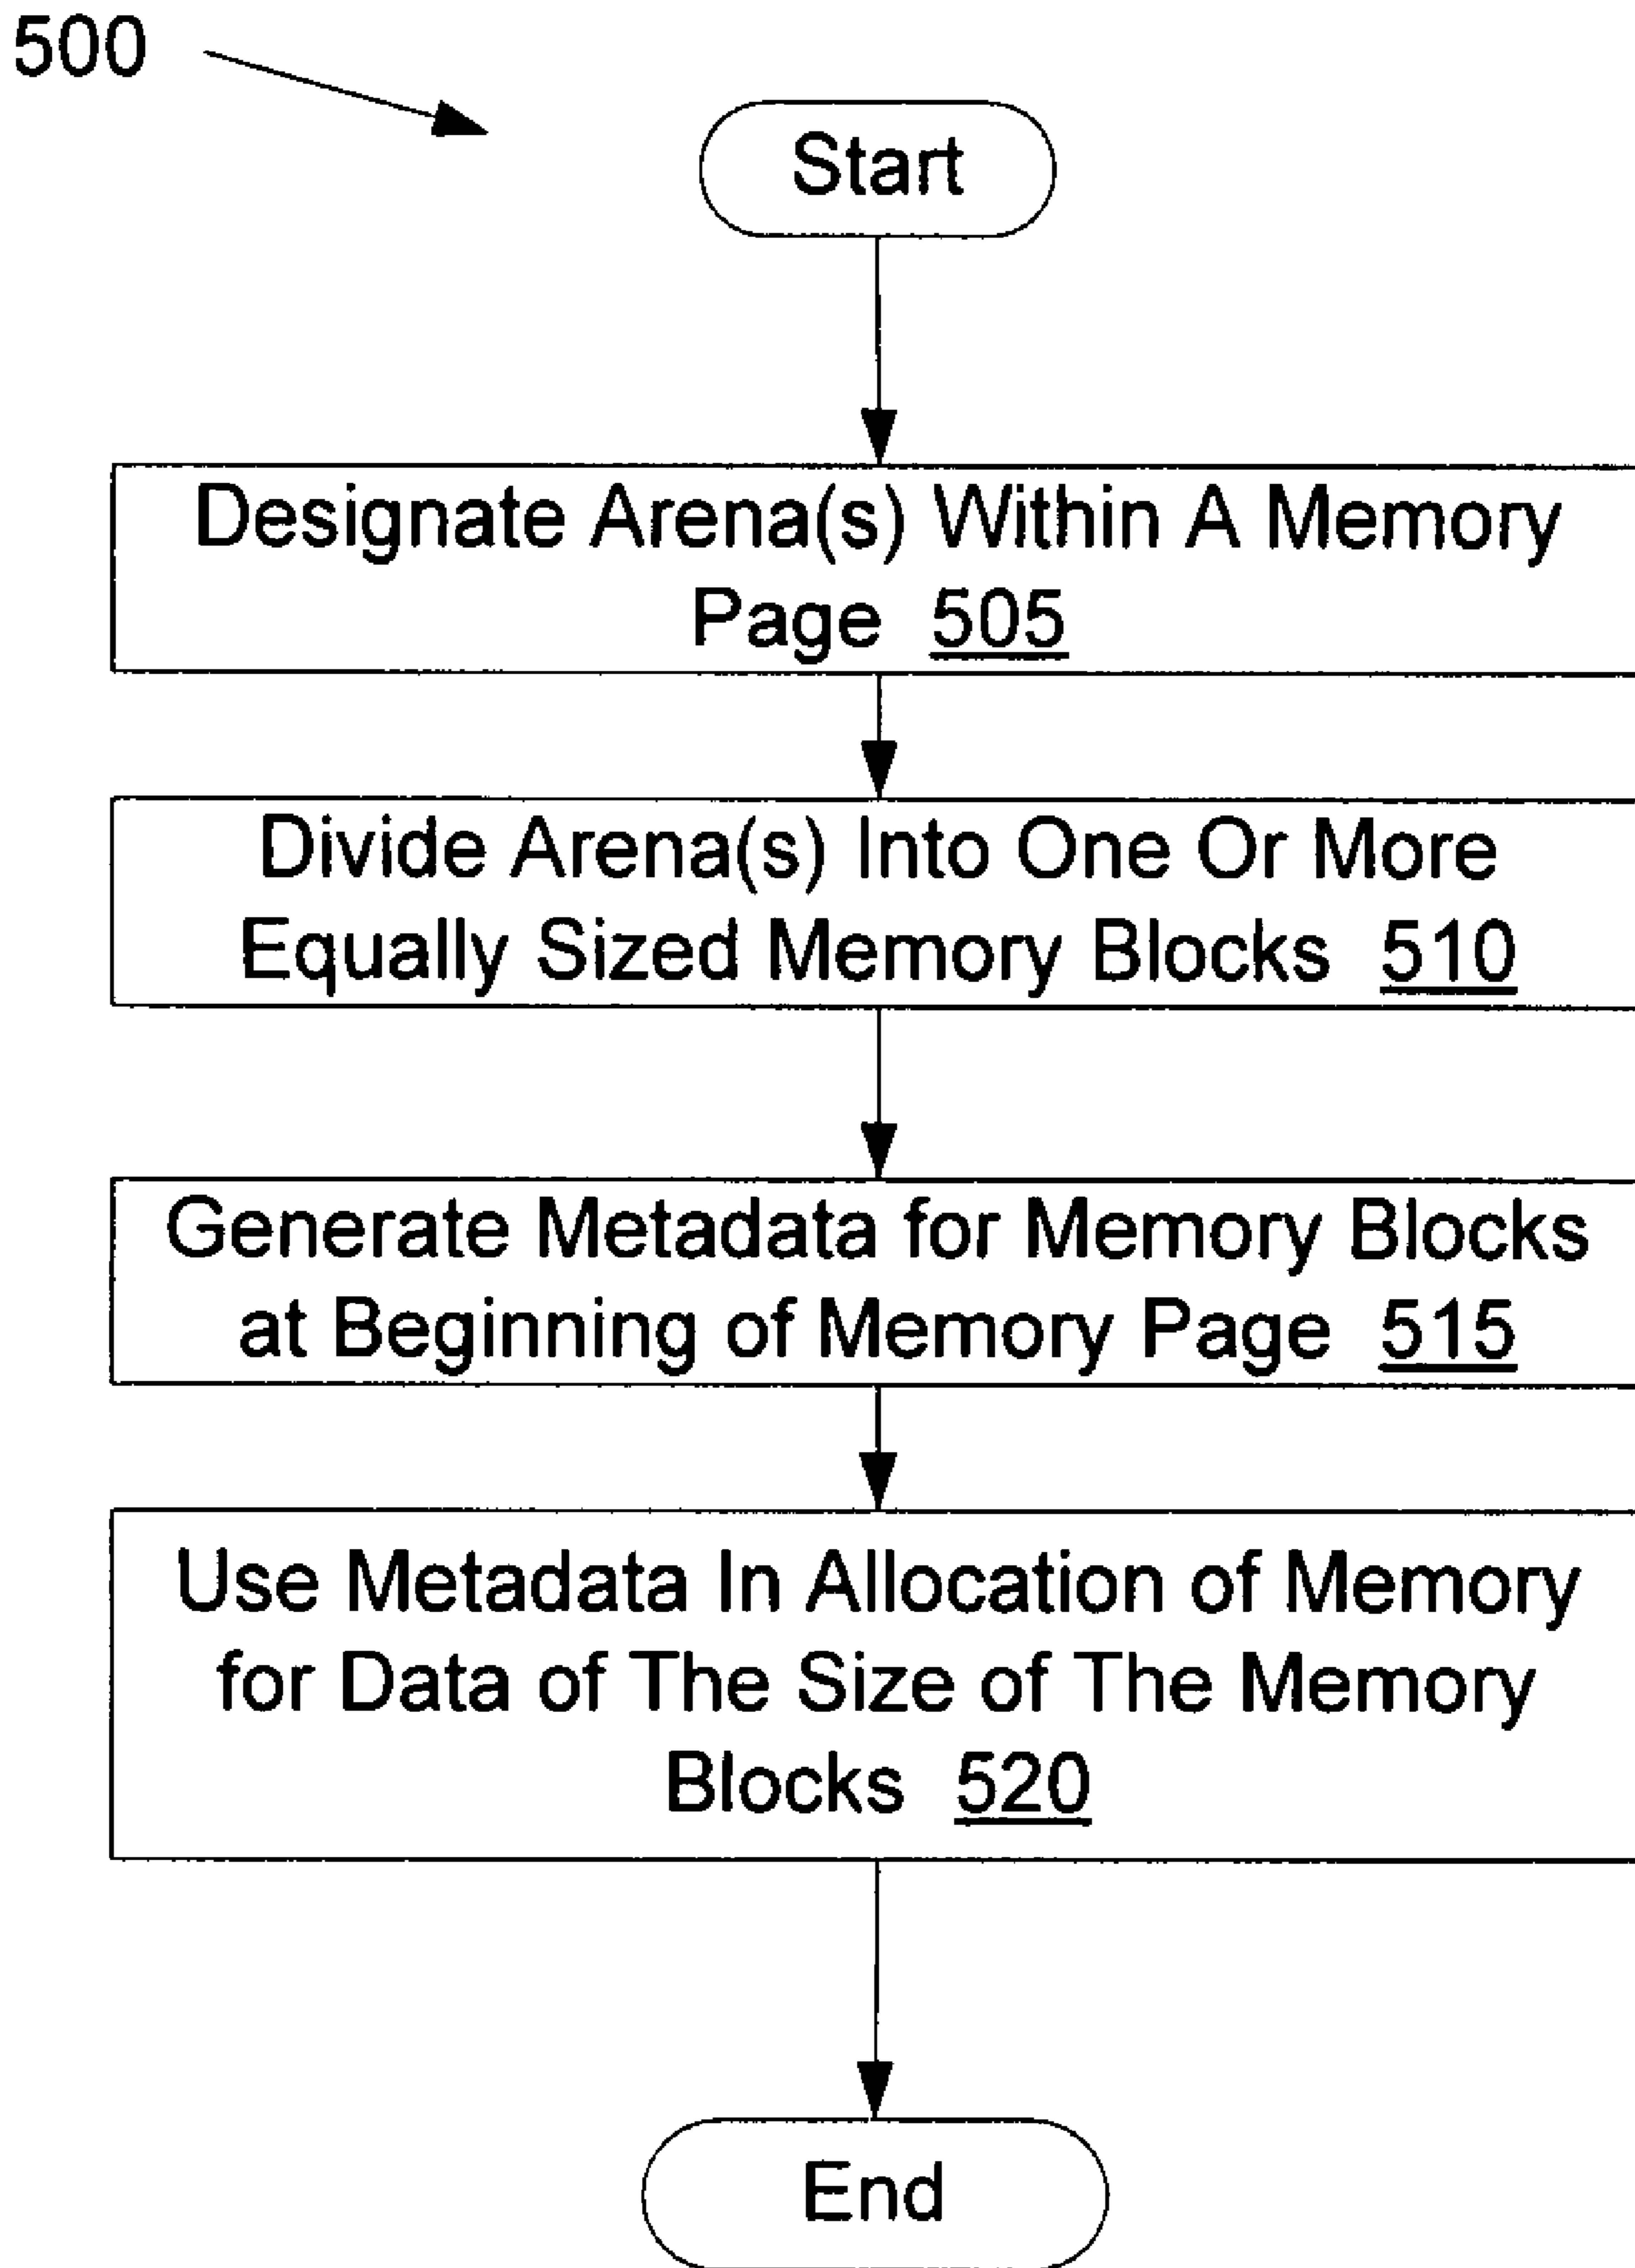 500
Start
Designate Arena(s) Within A Memory
Page 505
Divide Arena(s) Into One Or More
Equally Sized Memory Blocks 510
Generate Metadata for Memory Blocks
at Beginning of Memory Page 515
Use Metadata In Allocation of Memory
for Data of The Size of The Memory
Blocks 520
End